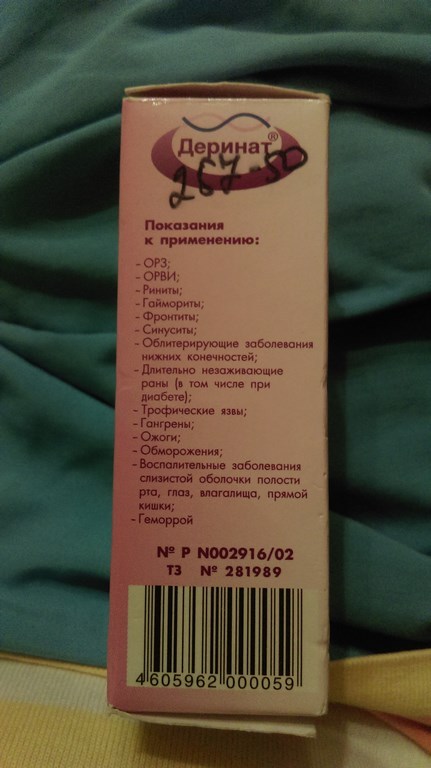 Деринат®
267-50
Показания
к применению:
- ОРЗ;
- ОРВИ;
- Риниты;
- Гаймориты;
- Фронтиты;
- Синуситы;
- Облитерирующие заболевания
нижних конечностей;
- Длительно незаживающие
раны (в том числе при
диабете);
- Трофические язвы;
- Гангрены;
- Ожоги;
- Обморожения;
- Воспалительные заболевания
слизистой оболочки полости
рта, глаз, влагалища, прямой
кишки;
- Геморрой
№ Р N002916/02
ТЗ № 281989
4 605962 000059